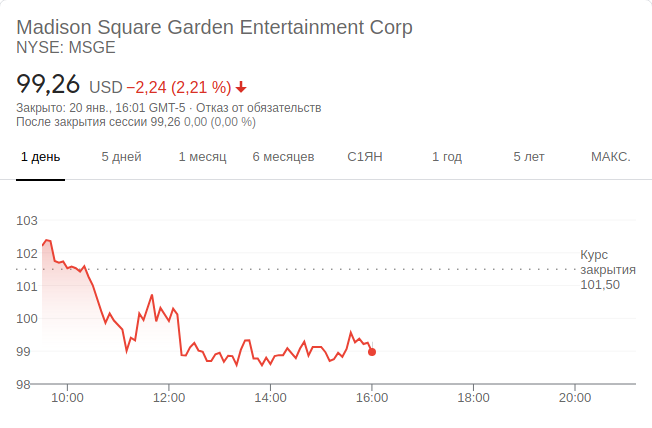 Madison Square Garden Entertainment Corp
NYSE: MSGE
99,26 USD −2,24 (2,21 %)
Закрыто: 20 янв., 16:01 GMT-5 · Отказ от обязательств
После закрытия сессии 99,26 0,00 (0,00 %)
1 день 5 дней 1 месяц 6 месяцев С1ЯН 1 год 5 лет МАКС.
103
102
Курс
закрытия
101,50
101
100
99
98
10:00 12:00 14:00 16:00 18:00 20:00